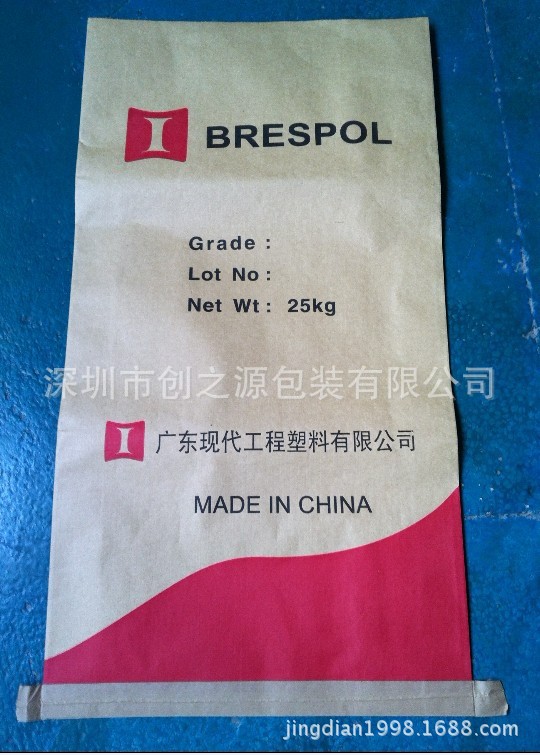 BRESPOL
Grade :
Lot No :
Net Wt : 25kg
深圳市创之源包装有限公司
广东现代工程塑料有限公司
MADE IN CHINA
jingdian1998.1688.com